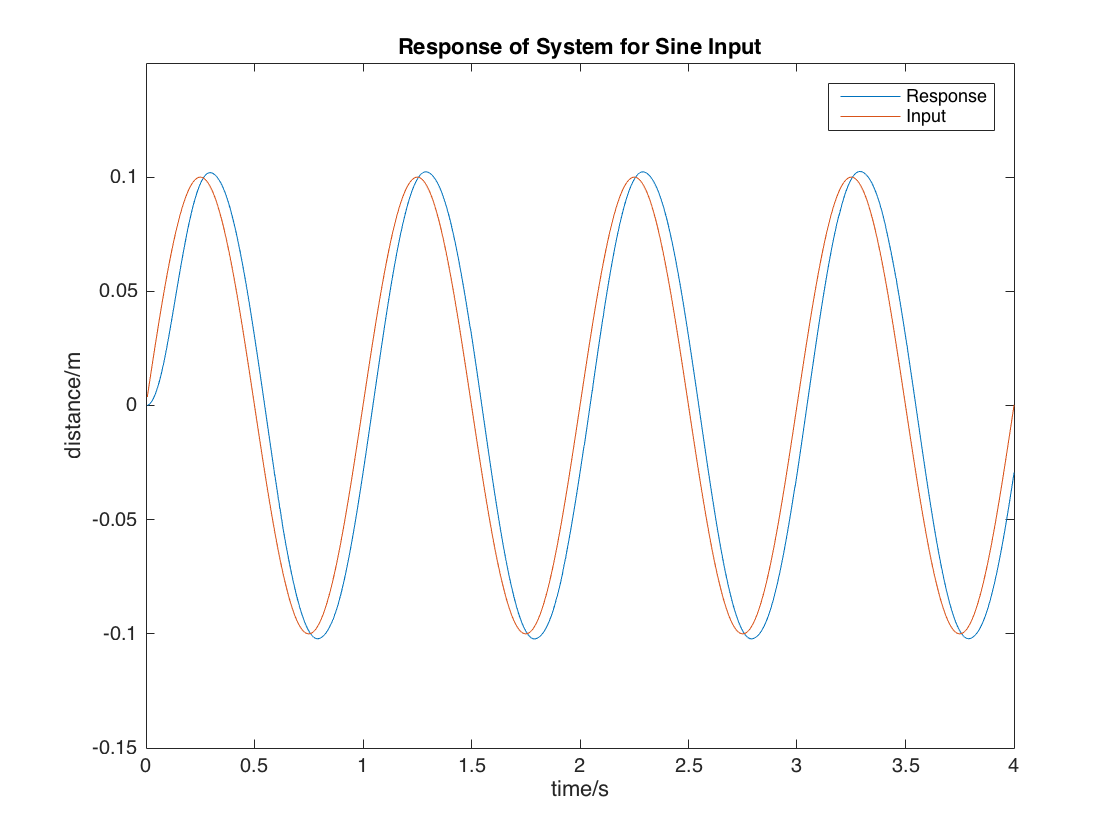 Response of System for Sine Input
Response
Input
0.1
0.05
0
-0.05
-0.1
-0.15
distance/m
0 0.5 1 1.5 2 2.5 3 3.5 4
time/s